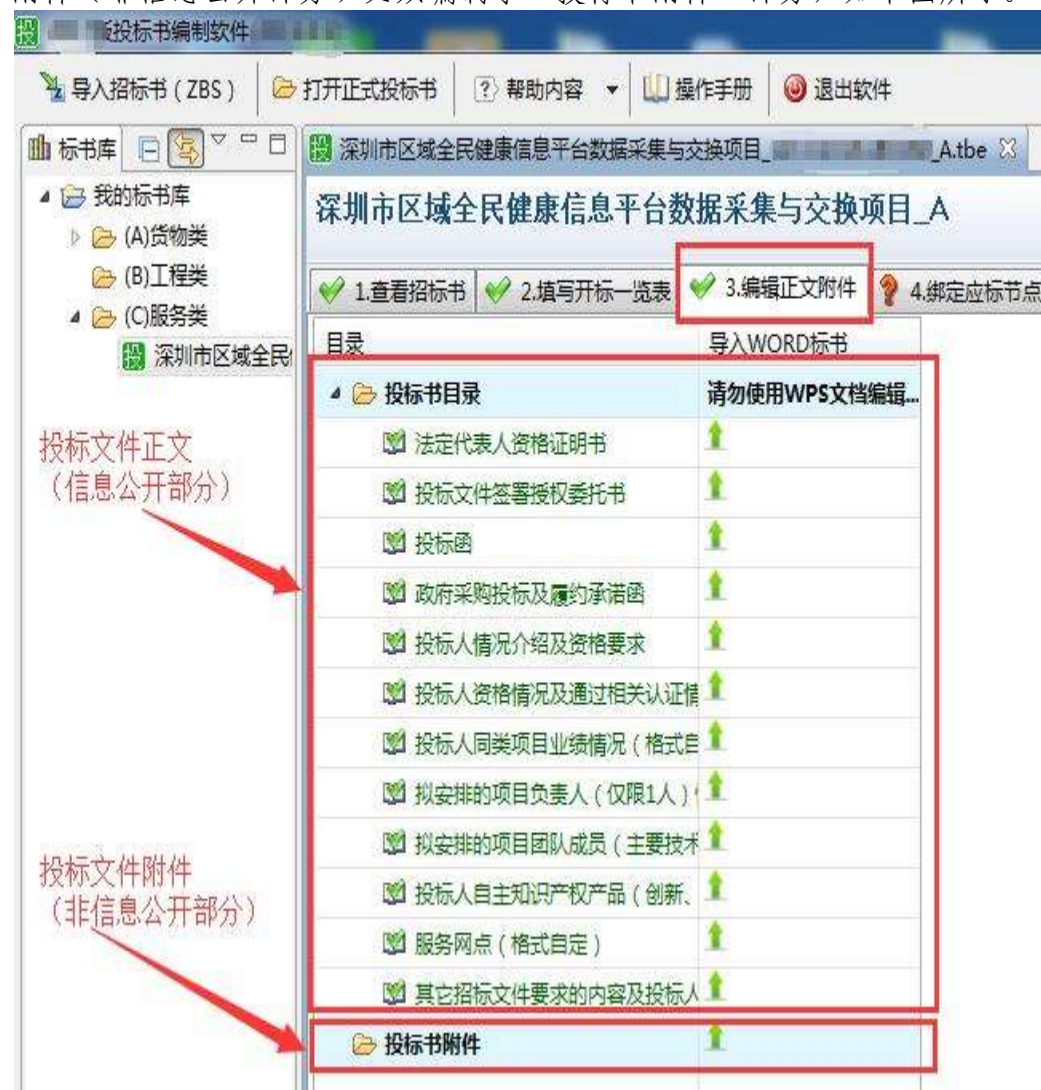 投标书编制软件
导入招标书(ZBS) 打开正式投标书 帮助内容 操作手册 退出软件
标书库
深圳市区域全民健康信息平台数据采集与交换项目_ _A.tbe
我的标书库
(A)货物类
(B)工程类
(C)服务类
深圳市区域全民
深圳市区域全民健康信息平台数据采集与交换项目_A
1.查看招标书 2.填写开标一览表 3.编辑正文附件 4.绑定应标节点
目录 导入WORD标书
投标书目录 请勿使用WPS文档编辑...
法定代表人资格证明书
投标文件签署授权委托书
投标函
政府采购投标及履约承诺函
投标人情况介绍及资格要求
投标人资格情况及通过相关认证情
投标人同类项目业绩情况(格式自
拟安排的项目负责人(仅限1人)
拟安排的项目团队成员(主要技术
投标人自主知识产权产品(创新、
服务网点(格式自定)
其它招标文件要求的内容及投标人
投标书附件
投标文件正文
(信息公开部分)
投标文件附件
(非信息公开部分)